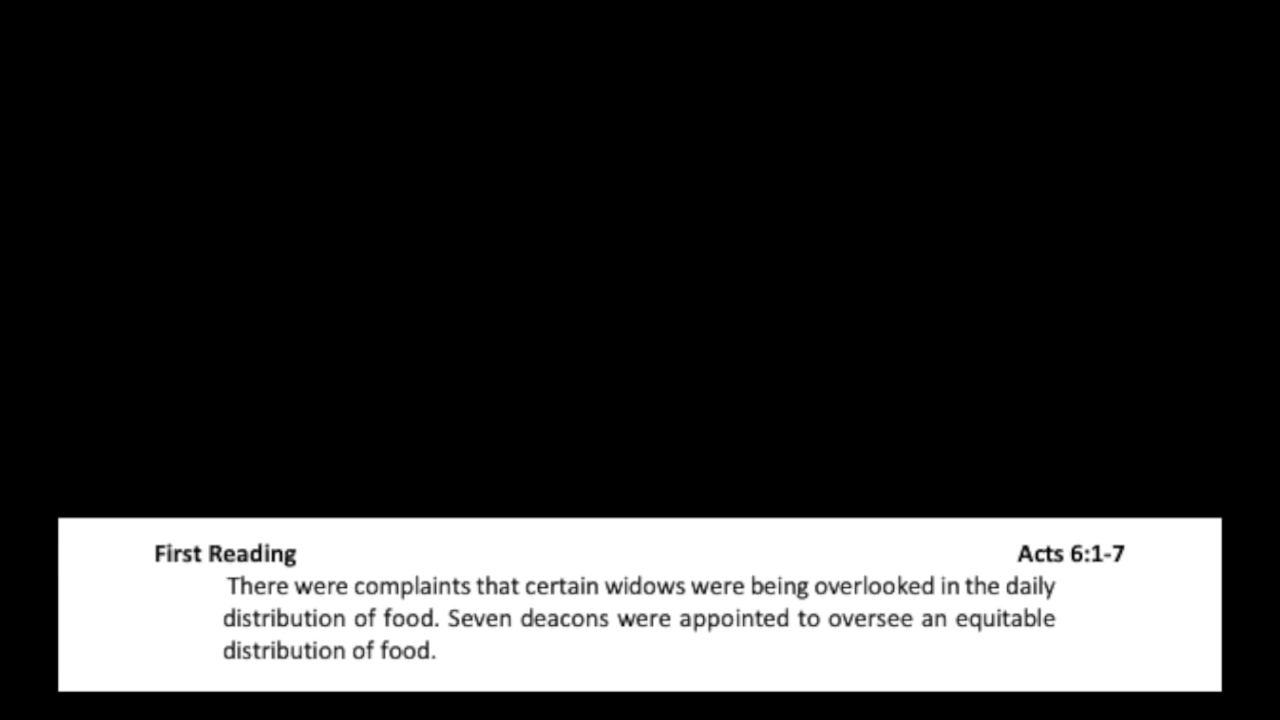 First Reading Acts 6:1-7
There were complaints that certain widows were being overlooked in the daily
distribution of food. Seven deacons were appointed to oversee an equitable
distribution of food.